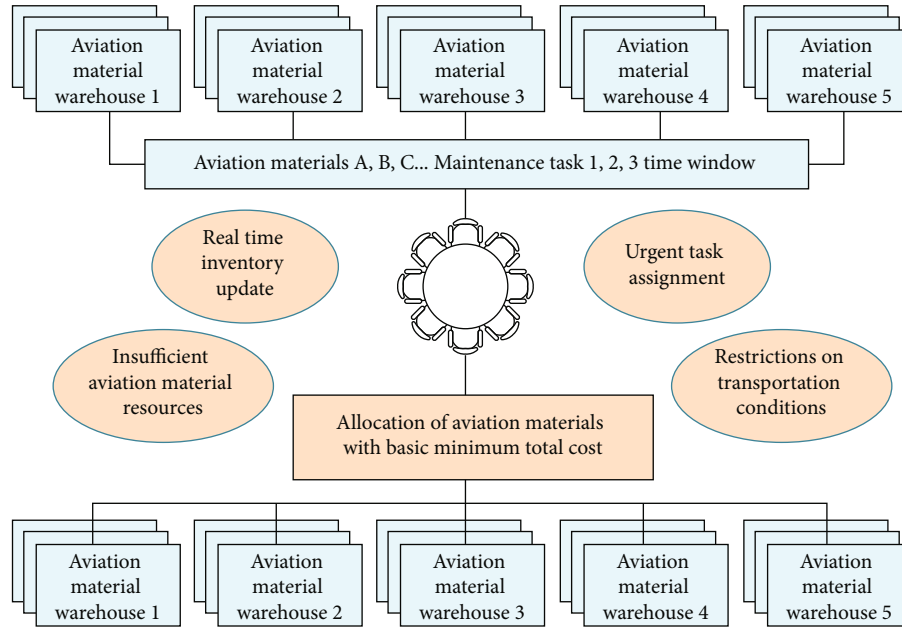 Aviation
material
warehouse 1
Aviation
material
warehouse 2
Aviation
material
warehouse 3
Aviation
material
warehouse 4
Aviation
material
warehouse 5
Aviation materials A, B, C... Maintenance task 1, 2, 3 time window
Real time
inventory
update
Urgent task
assignment
Insufficient
aviation material
resources
Restrictions on
transportation
conditions
Allocation of aviation materials
with basic minimum total cost
Aviation
material
warehouse 1
Aviation
material
warehouse 2
Aviation
material
warehouse 3
Aviation
material
warehouse 4
Aviation
material
warehouse 5